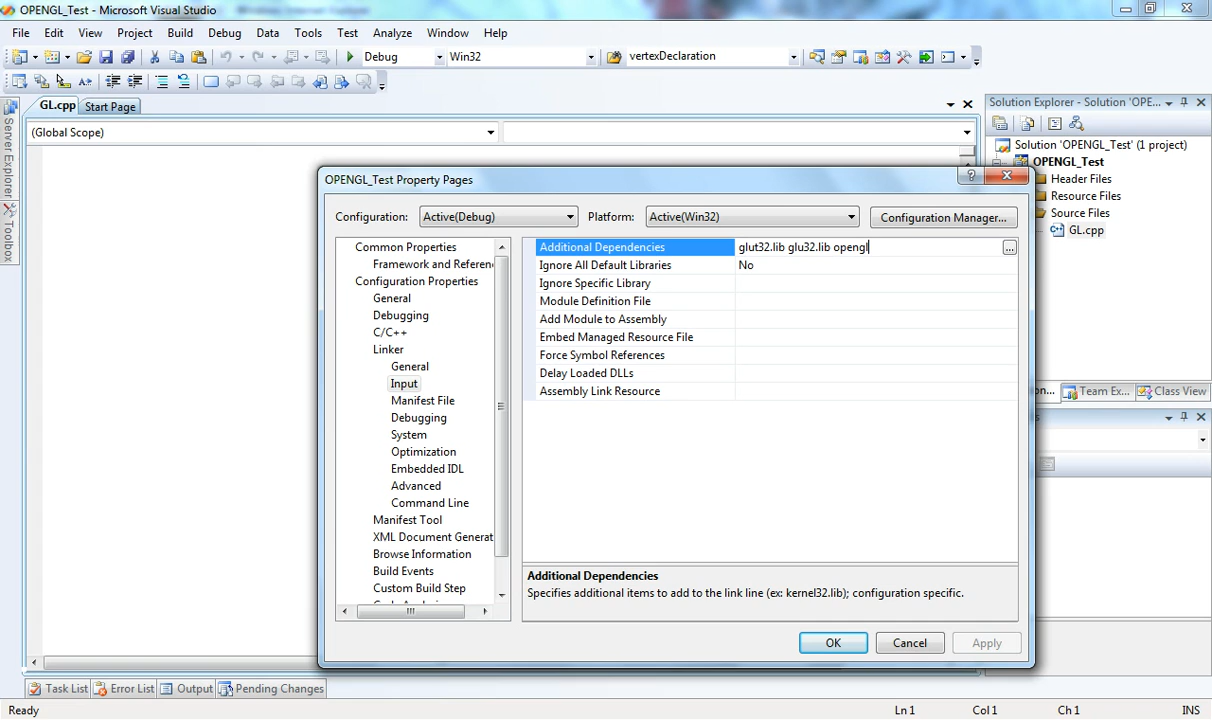 OPENGL_Test - Microsoft Visual Studio
File Edit View Project Build Debug Data Tools Test Analyze Window Help
Debug Win32 vertexDeclaration
GL.cpp Start Page
(Global Scope)
Server Explorer
Toolbox
Solution Explorer - Solution 'OPE...
Solution 'OPENGL_Test' (1 project)
OPENGL_Test
Header Files
Resource Files
Source Files
GL.cpp
Team Ex... Class View
OPENGL_Test Property Pages
Configuration: Active(Debug) Platform: Active(Win32) Configuration Manager...
Common Properties
Framework and Referen
Configuration Properties
General
Debugging
C/C++
Linker
General
Input
Manifest File
Debugging
System
Optimization
Embedded IDL
Advanced
Command Line
Manifest Tool
XML Document Generat
Browse Information
Build Events
Custom Build Step
Additional Dependencies glut32.lib glu32.lib opengl ...
Ignore All Default Libraries No
Ignore Specific Library
Module Definition File
Add Module to Assembly
Embed Managed Resource File
Force Symbol References
Delay Loaded DLLs
Assembly Link Resource
Additional Dependencies
Specifies additional items to add to the link line (ex: kernel32.lib); configuration specific.
OK Cancel Apply
Task List Error List Output Pending Changes
Ready Ln 1 Col 1 Ch 1 INS